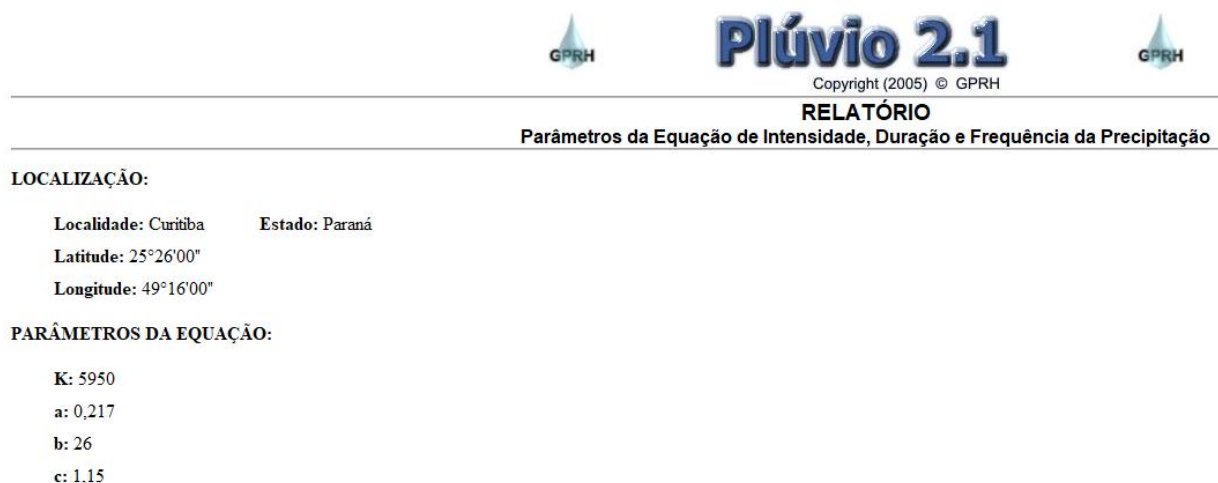 GPRH
Plúvio 2.1
GPRH
Copyright (2005) © GPRH
RELATÓRIO
Parâmetros da Equação de Intensidade, Duração e Frequência da Precipitação
LOCALIZAÇÃO:
Localidade: Curitiba Estado: Paraná
Latitude: 25°26'00"
Longitude: 49°16'00"
PARÂMETROS DA EQUAÇÃO:
K: 5950
a: 0,217
b: 26
c: 1,15